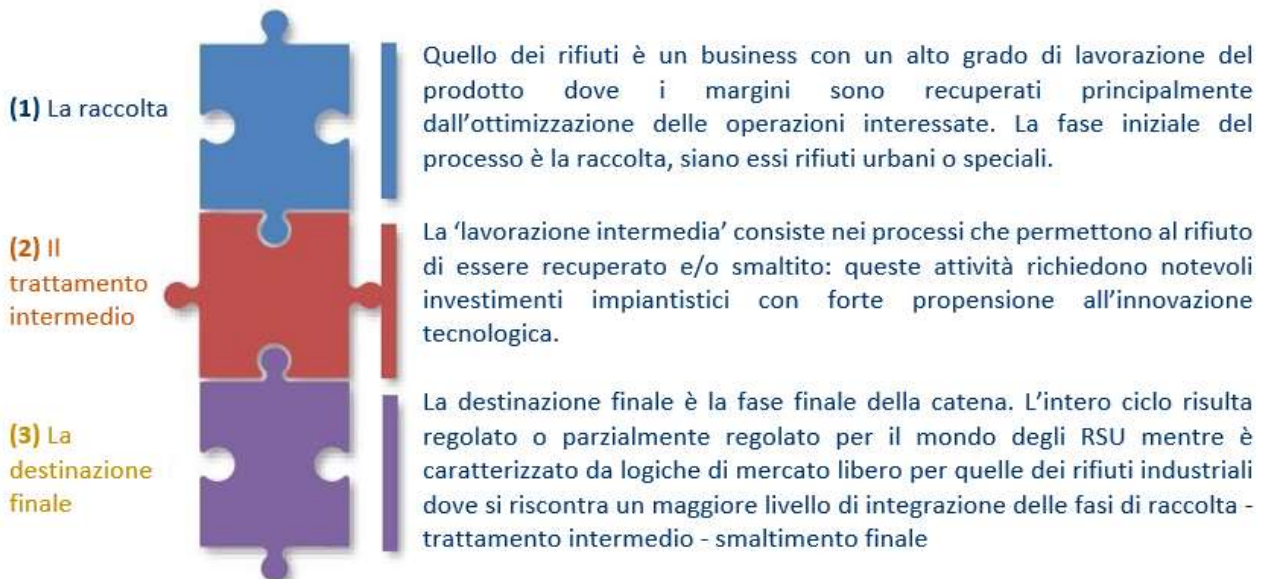 (1) La raccolta
Quello dei rifiuti è un business con un alto grado di lavorazione del
prodotto dove i margini sono recuperati principalmente
dall’ottimizzazione delle operazioni interessate. La fase iniziale del
processo è la raccolta, siano essi rifiuti urbani o speciali.
(2) Il
trattamento
intermedio
La ‘lavorazione intermedia’ consiste nei processi che permettono al rifiuto
di essere recuperato e/o smaltito: queste attività richiedono notevoli
investimenti impiantistici con forte propensione all’innovazione
tecnologica.
(3) La
destinazione
finale
La destinazione finale è la fase finale della catena. L’intero ciclo risulta
regolato o parzialmente regolato per il mondo degli RSU mentre è
caratterizzato da logiche di mercato libero per quelle dei rifiuti industriali
dove si riscontra un maggiore livello di integrazione delle fasi di raccolta -
trattamento intermedio - smaltimento finale